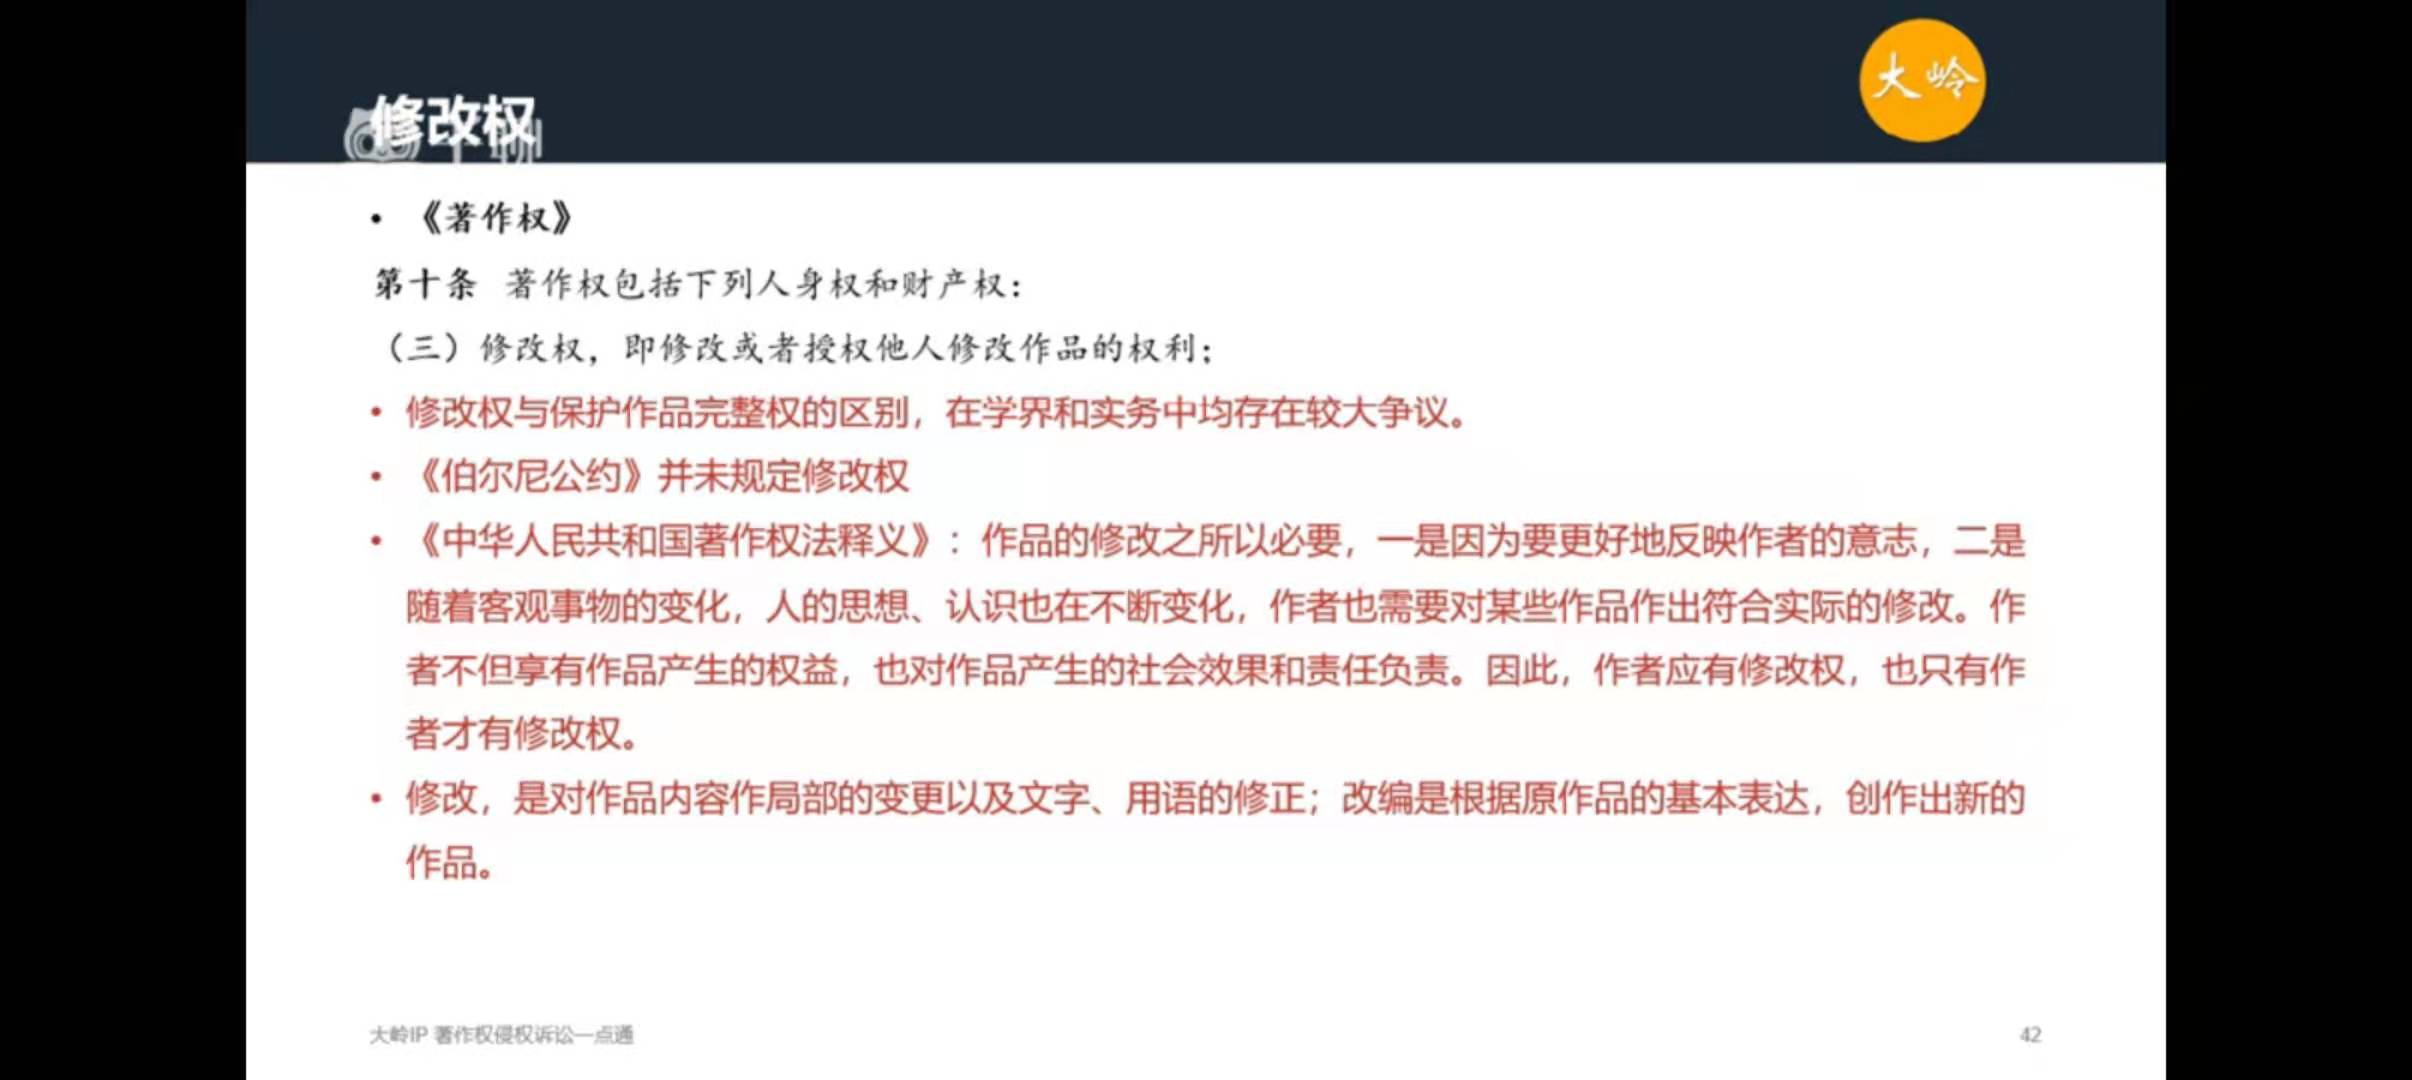 大岭
修改权
• 《著作权》
第十条 著作权包括下列人身权和财产权：
（三）修改权，即修改或者授权他人修改作品的权利；
• 修改权与保护作品完整权的区别，在学界和实务中均存在较大争议。
• 《伯尔尼公约》并未规定修改权
• 《中华人民共和国著作权法释义》：作品的修改之所以必要，一是因为要更好地反映作者的意志，二是
随着客观事物的变化，人的思想、认识也在不断变化，作者也需要对某些作品作出符合实际的修改。作
者不但享有作品产生的权益，也对作品产生的社会效果和责任负责。因此，作者应有修改权，也只有作
者才有修改权。
• 修改，是对作品内容作局部的变更以及文字、用语的修正；改编是根据原作品的基本表达，创作出新的
作品。
大岭IP 著作权侵权诉讼一点通
42